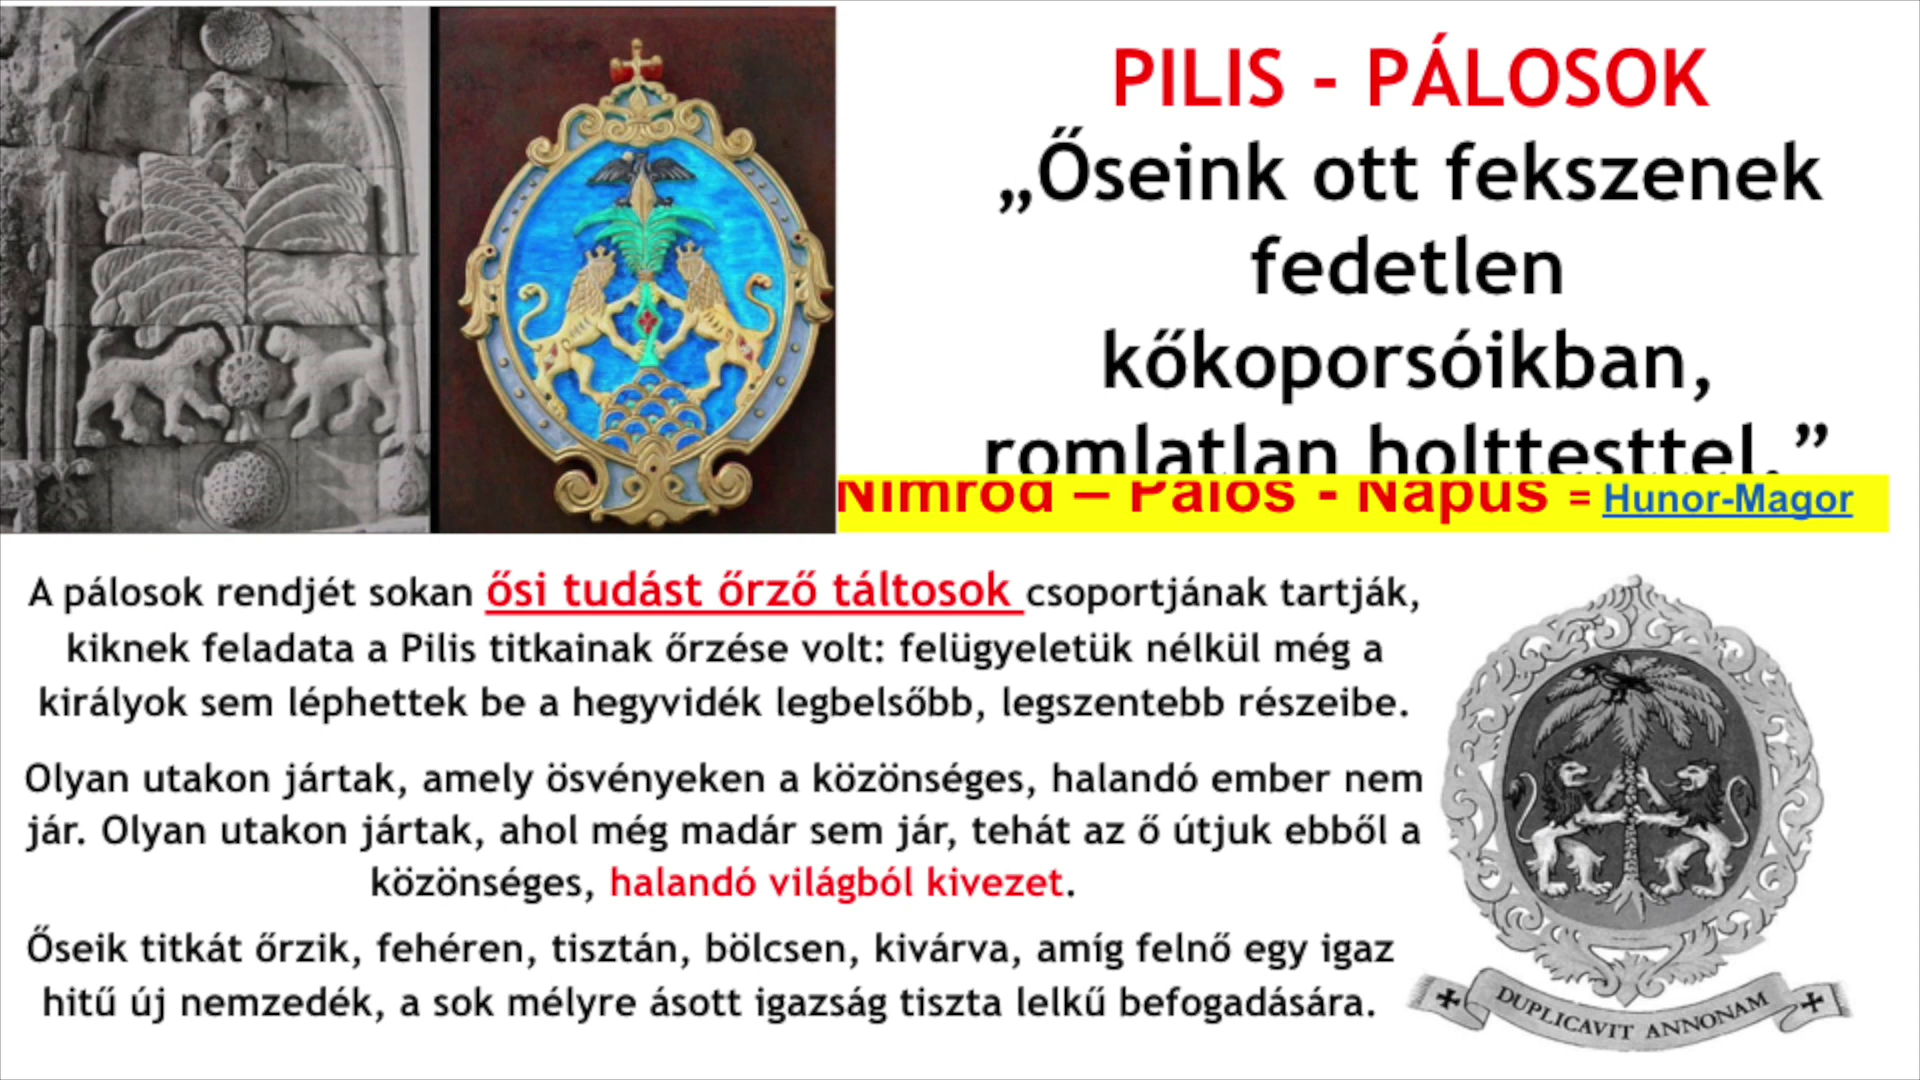 PILIS - PÁLOSOK
„Őseink ott fekszenek
fedetlen
kőkoporsóikban,
romlatlan holttesttel.”
Nimród – Pálos - Napus = Hunor-Magor
A pálosok rendjét sokan ősi tudást őrző táltosok csoportjának tartják,
kiknek feladata a Pilis titkainak őrzése volt: felügyeletük nélkül még a
királyok sem léphettek be a hegyvidék legbelsőbb, legszentebb részeibe.
Olyan utakon jártak, amely ösvényeken a közönséges, halandó ember nem
jár. Olyan utakon jártak, ahol még madár sem jár, tehát az ő útjuk ebből a
közönséges, halandó világból kivezet.
Őseik titkát őrzik, fehéren, tisztán, bölcsen, kivárva, amíg felnő egy igaz
hitű új nemzedék, a sok mélyre ásott igazság tiszta lelkű befogadására.
DUPLICAVIT ANNONAM